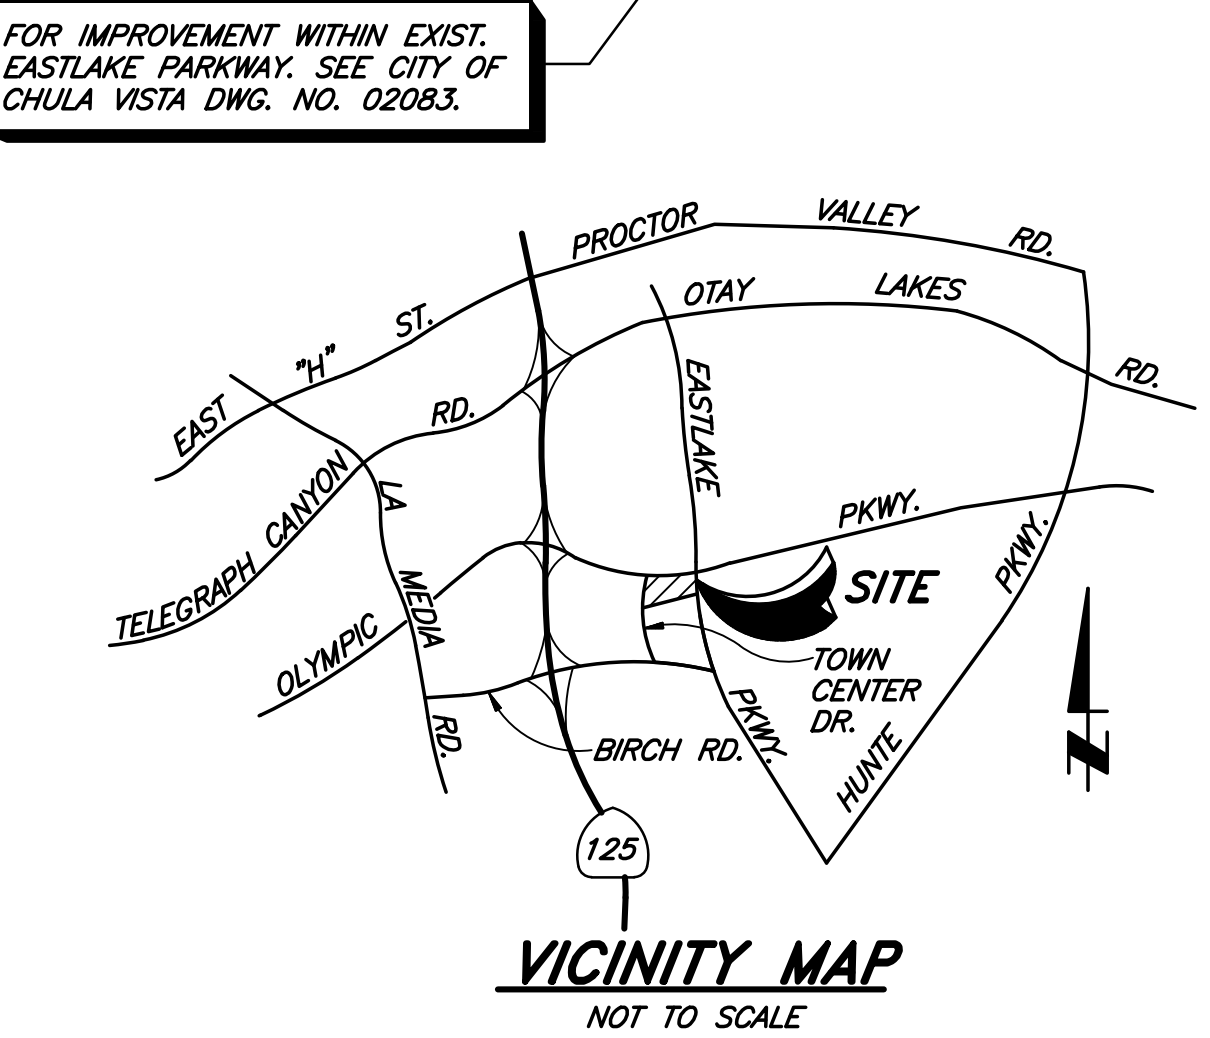 FOR IMPROVEMENT WITHIN EXIST.
EASTLAKE PARKWAY. SEE CITY OF
CHULA VISTA DWG. NO. 02083.
PROCTOR VALLEY RD.
OTAY LAKES RD.
EAST "H" ST.
TELEGRAPH CANYON RD.
EASTLAKE PKWY.
LA MEDIA RD.
OLYMPIC PKWY.
HUNTE PKWY.
SITE
TOWN
CENTER
DR.
BIRCH RD.
125
N
VICINITY MAP
NOT TO SCALE